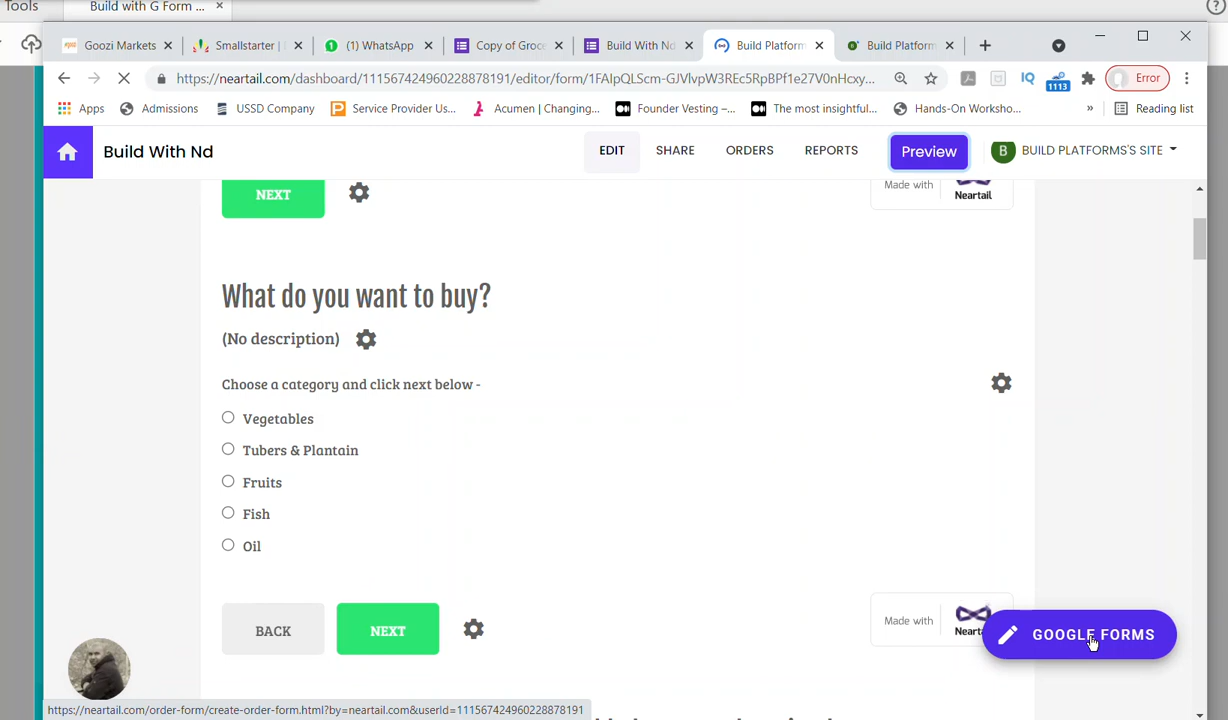 Tools
Build with G Form ...
Goozi Markets
Smallstarter |
(1) WhatsApp
Copy of Groc
Build With Nd
Build Platform
Build Platform
https://neartail.com/dashboard/111567424960228878191/editor/form/1FAIpQLScm-GJVlvpW3REc5RpBPf1e27V0nHcxy...
IQ
1113
Error
Apps
Admissions
USSD Company
Service Provider Us...
Acumen | Changing...
Founder Vesting –...
The most insightful...
Hands-On Worksho...
»
Reading list
Build With Nd
EDIT
SHARE
ORDERS
REPORTS
Preview
B
BUILD PLATFORMS'S SITE
NEXT
Made with
Neartail
What do you want to buy?
(No description)
Choose a category and click next below -
Vegetables
Tubers & Plantain
Fruits
Fish
Oil
BACK
NEXT
Made with
GOOGLE FORMS
https://neartail.com/order-form/create-order-form.html?by=neartail.com&userId=111567424960228878191